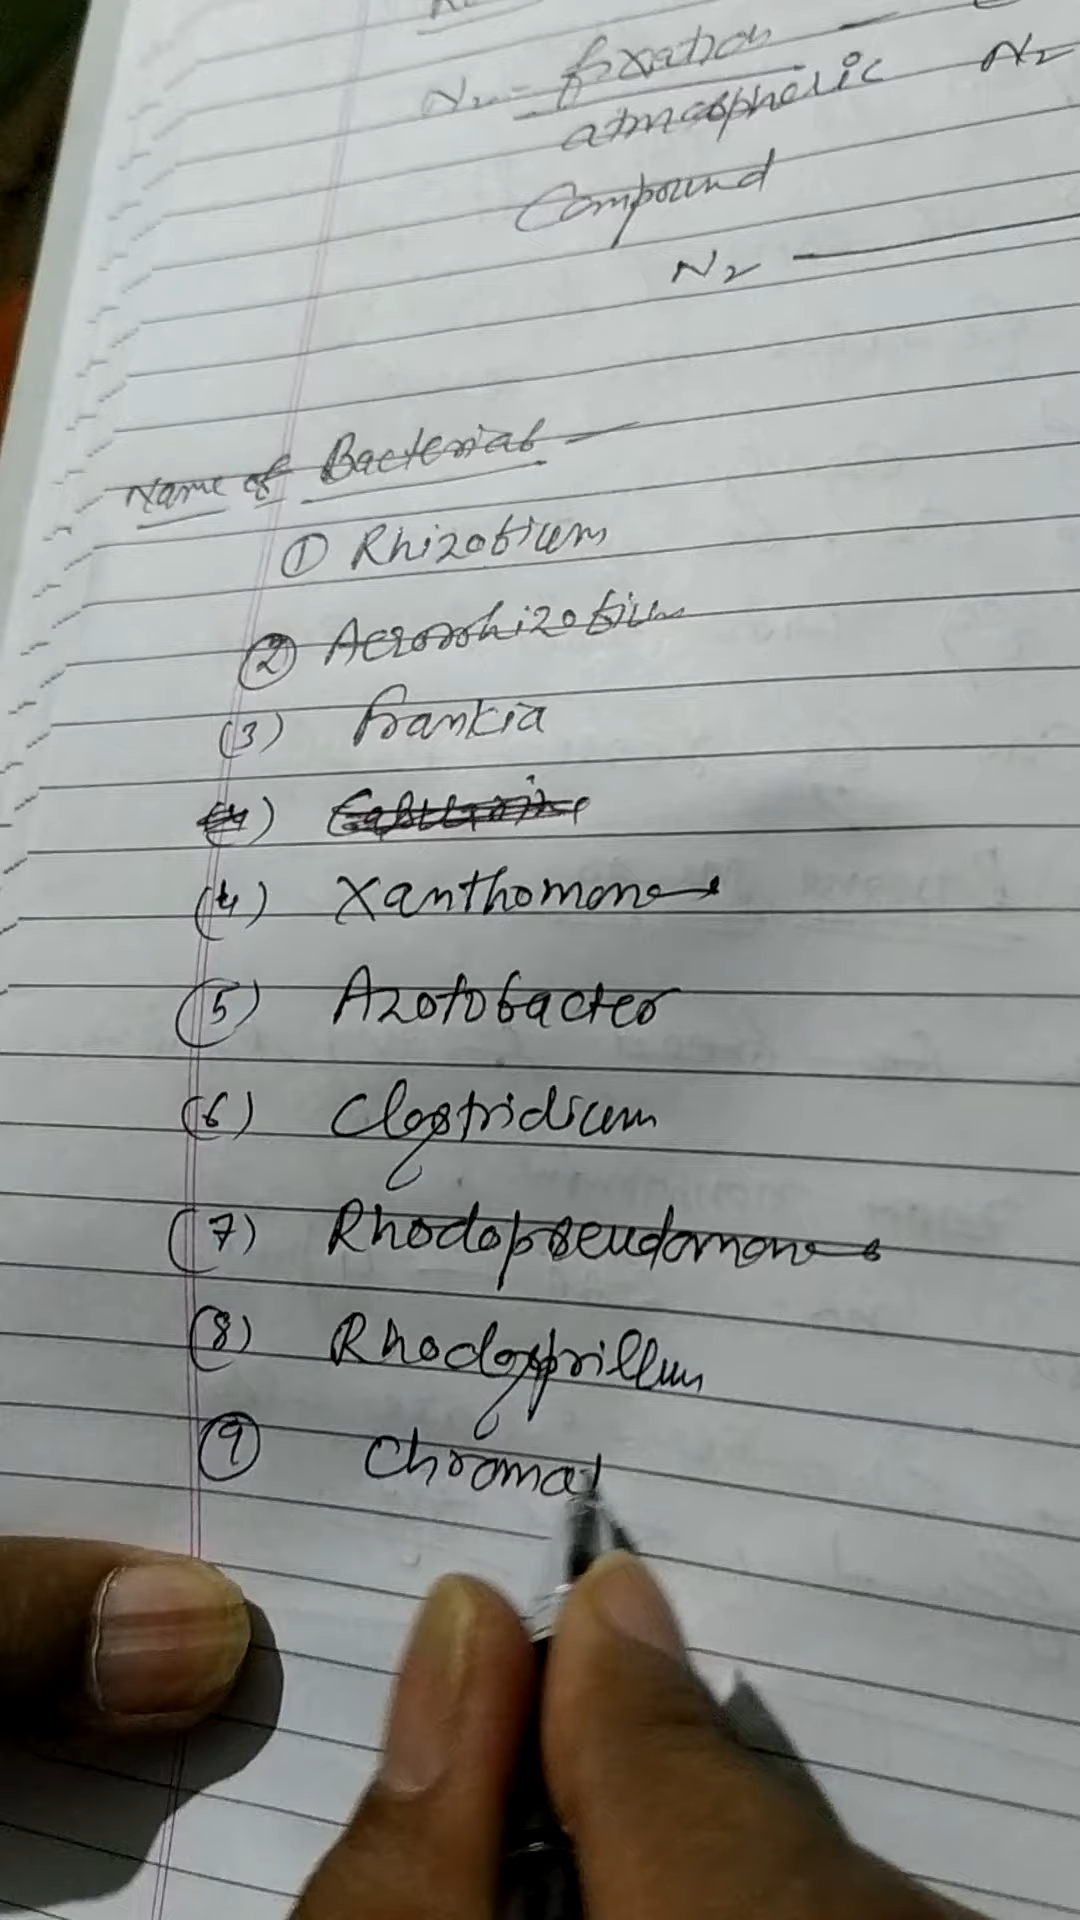 N2 - fixation — N2
atmospheric
Compound
N2 —
Name of Bacterial —
① Rhizobium
② Aerorhizobium
(3) Frankia
(4) Xanthomonas
(5) Azotobacter
(6) Clostridium
(7) Rhodopseudomonas
(8) Rhodosprillum
⑨ Chromat